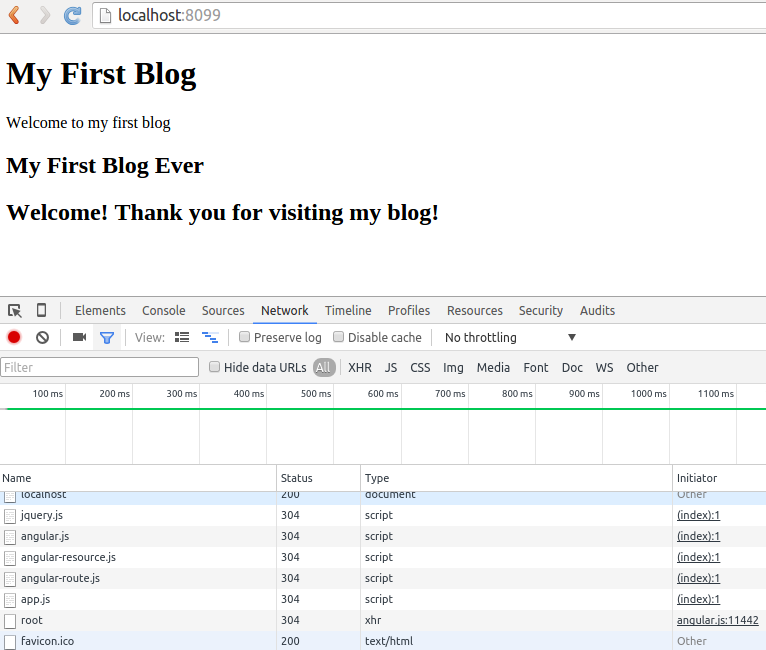 localhost:8099
My First Blog
Welcome to my first blog
My First Blog Ever
Welcome! Thank you for visiting my blog!
Elements Console Sources Network Timeline Profiles Resources Security Audits
View: Preserve log Disable cache No throttling
Filter Hide data URLs All XHR JS CSS Img Media Font Doc WS Other
100 ms 200 ms 300 ms 400 ms 500 ms 600 ms 700 ms 800 ms 900 ms 1000 ms 1100 ms
Name Status Type Initiator
localhost 200 document Other
jquery.js 304 script (index):1
angular.js 304 script (index):1
angular-resource.js 304 script (index):1
angular-route.js 304 script (index):1
app.js 304 script (index):1
root 304 xhr angular.js:11442
favicon.ico 200 text/html Other